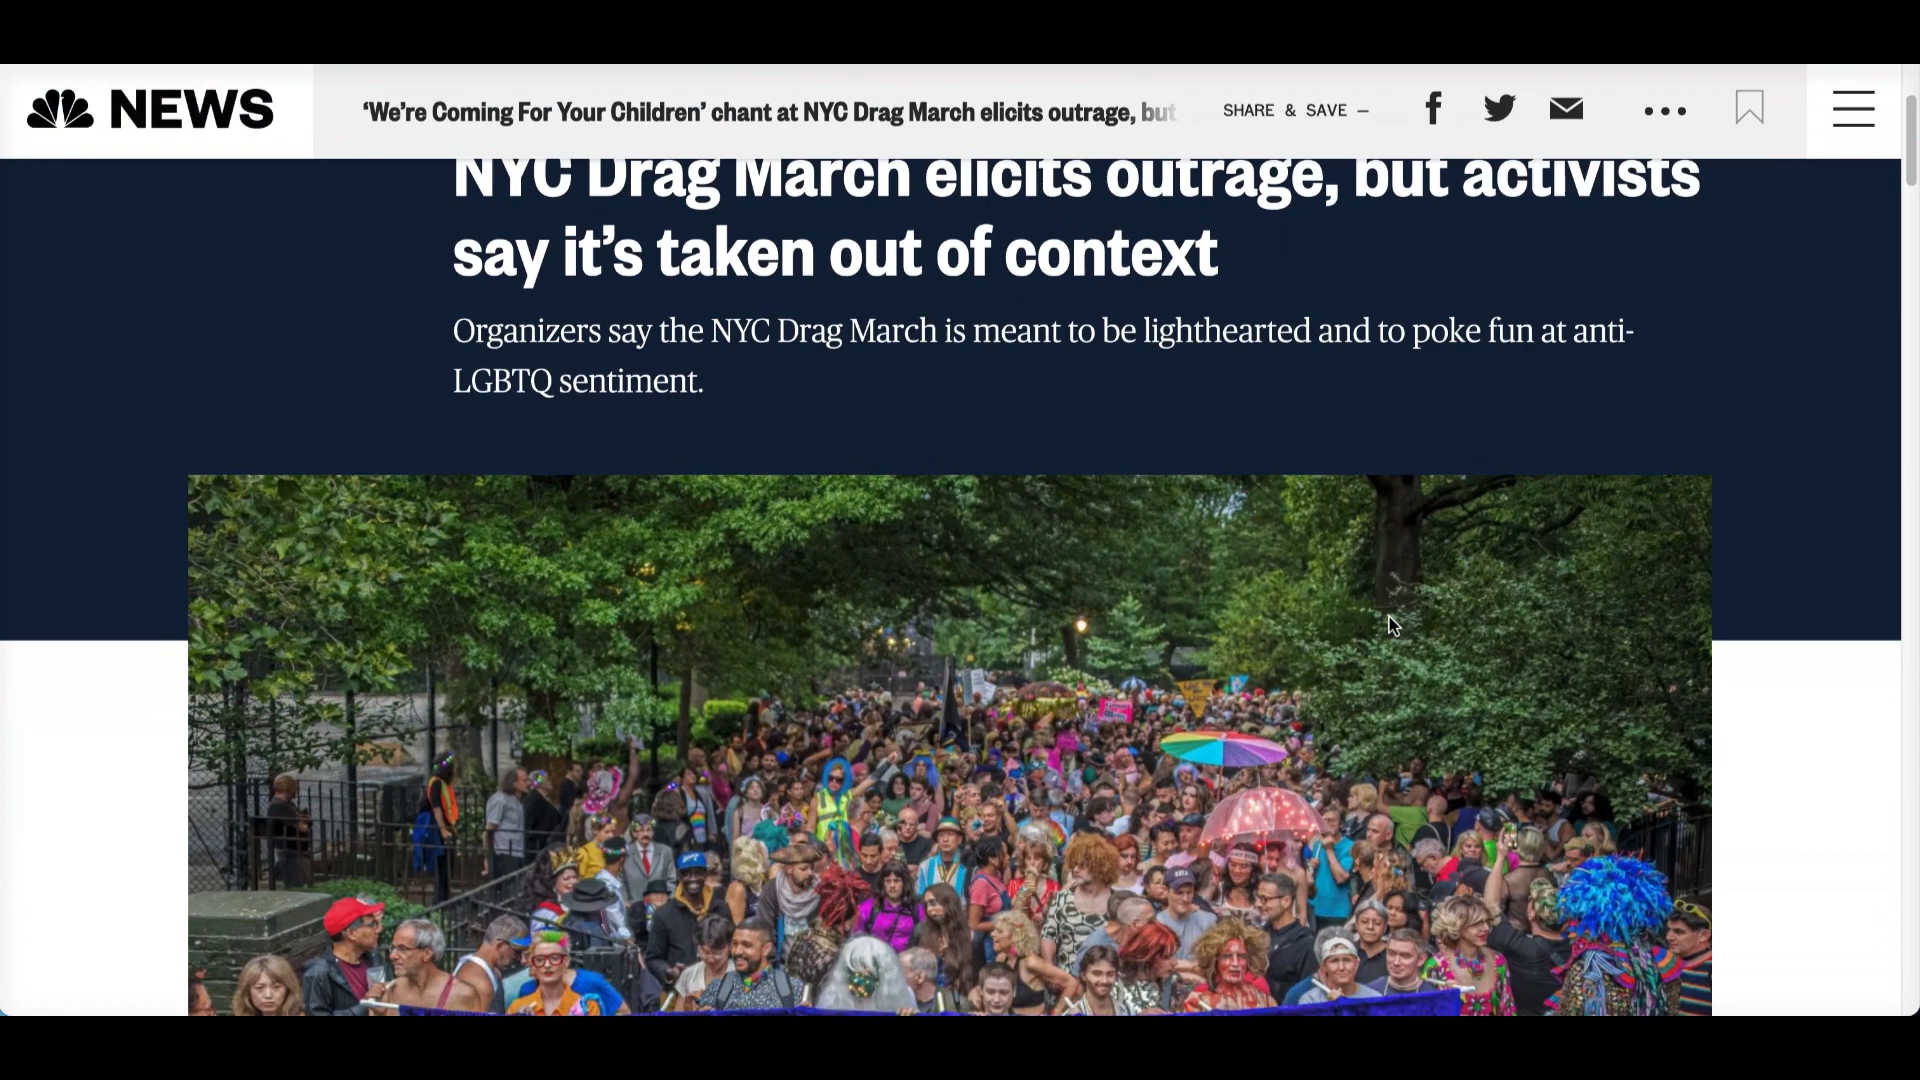 NEWS
‘We’re Coming For Your Children’ chant at NYC Drag March elicits outrage, but
SHARE & SAVE —
NYC Drag March elicits outrage, but activists
say it’s taken out of context
Organizers say the NYC Drag March is meant to be lighthearted and to poke fun at anti-
LGBTQ sentiment.